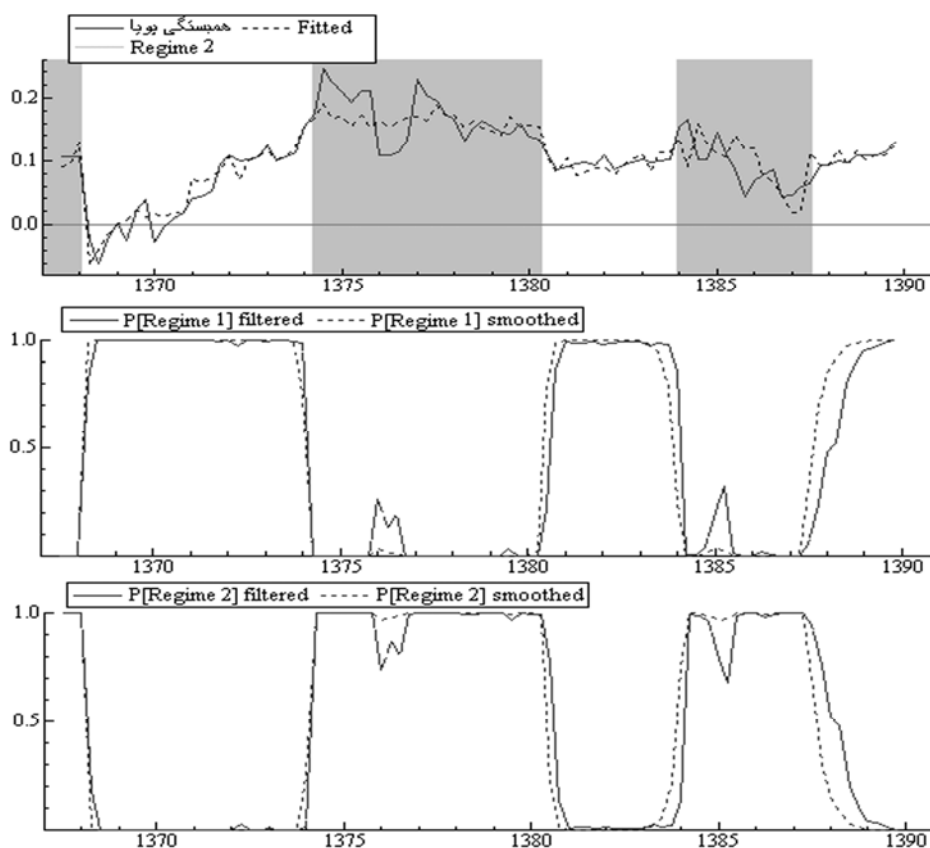 همبستگی پویا Fitted
Regime 2
0.2
0.1
0.0
1370 1375 1380 1385 1390
P[Regime 1] filtered P[Regime 1] smoothed
1.0
0.5
1370 1375 1380 1385 1390
P[Regime 2] filtered P[Regime 2] smoothed
1.0
0.5
1370 1375 1380 1385 1390